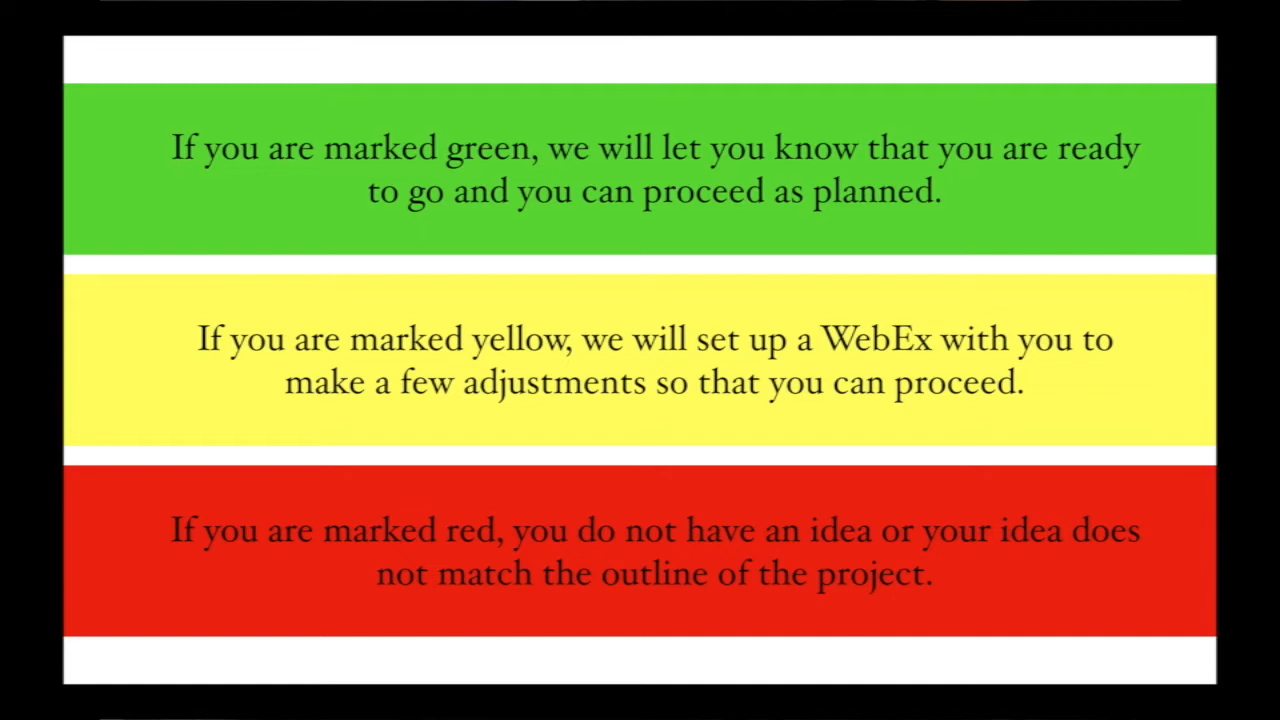 If you are marked green, we will let you know that you are ready
to go and you can proceed as planned.
If you are marked yellow, we will set up a WebEx with you to
make a few adjustments so that you can proceed.
If you are marked red, you do not have an idea or your idea does
not match the outline of the project.